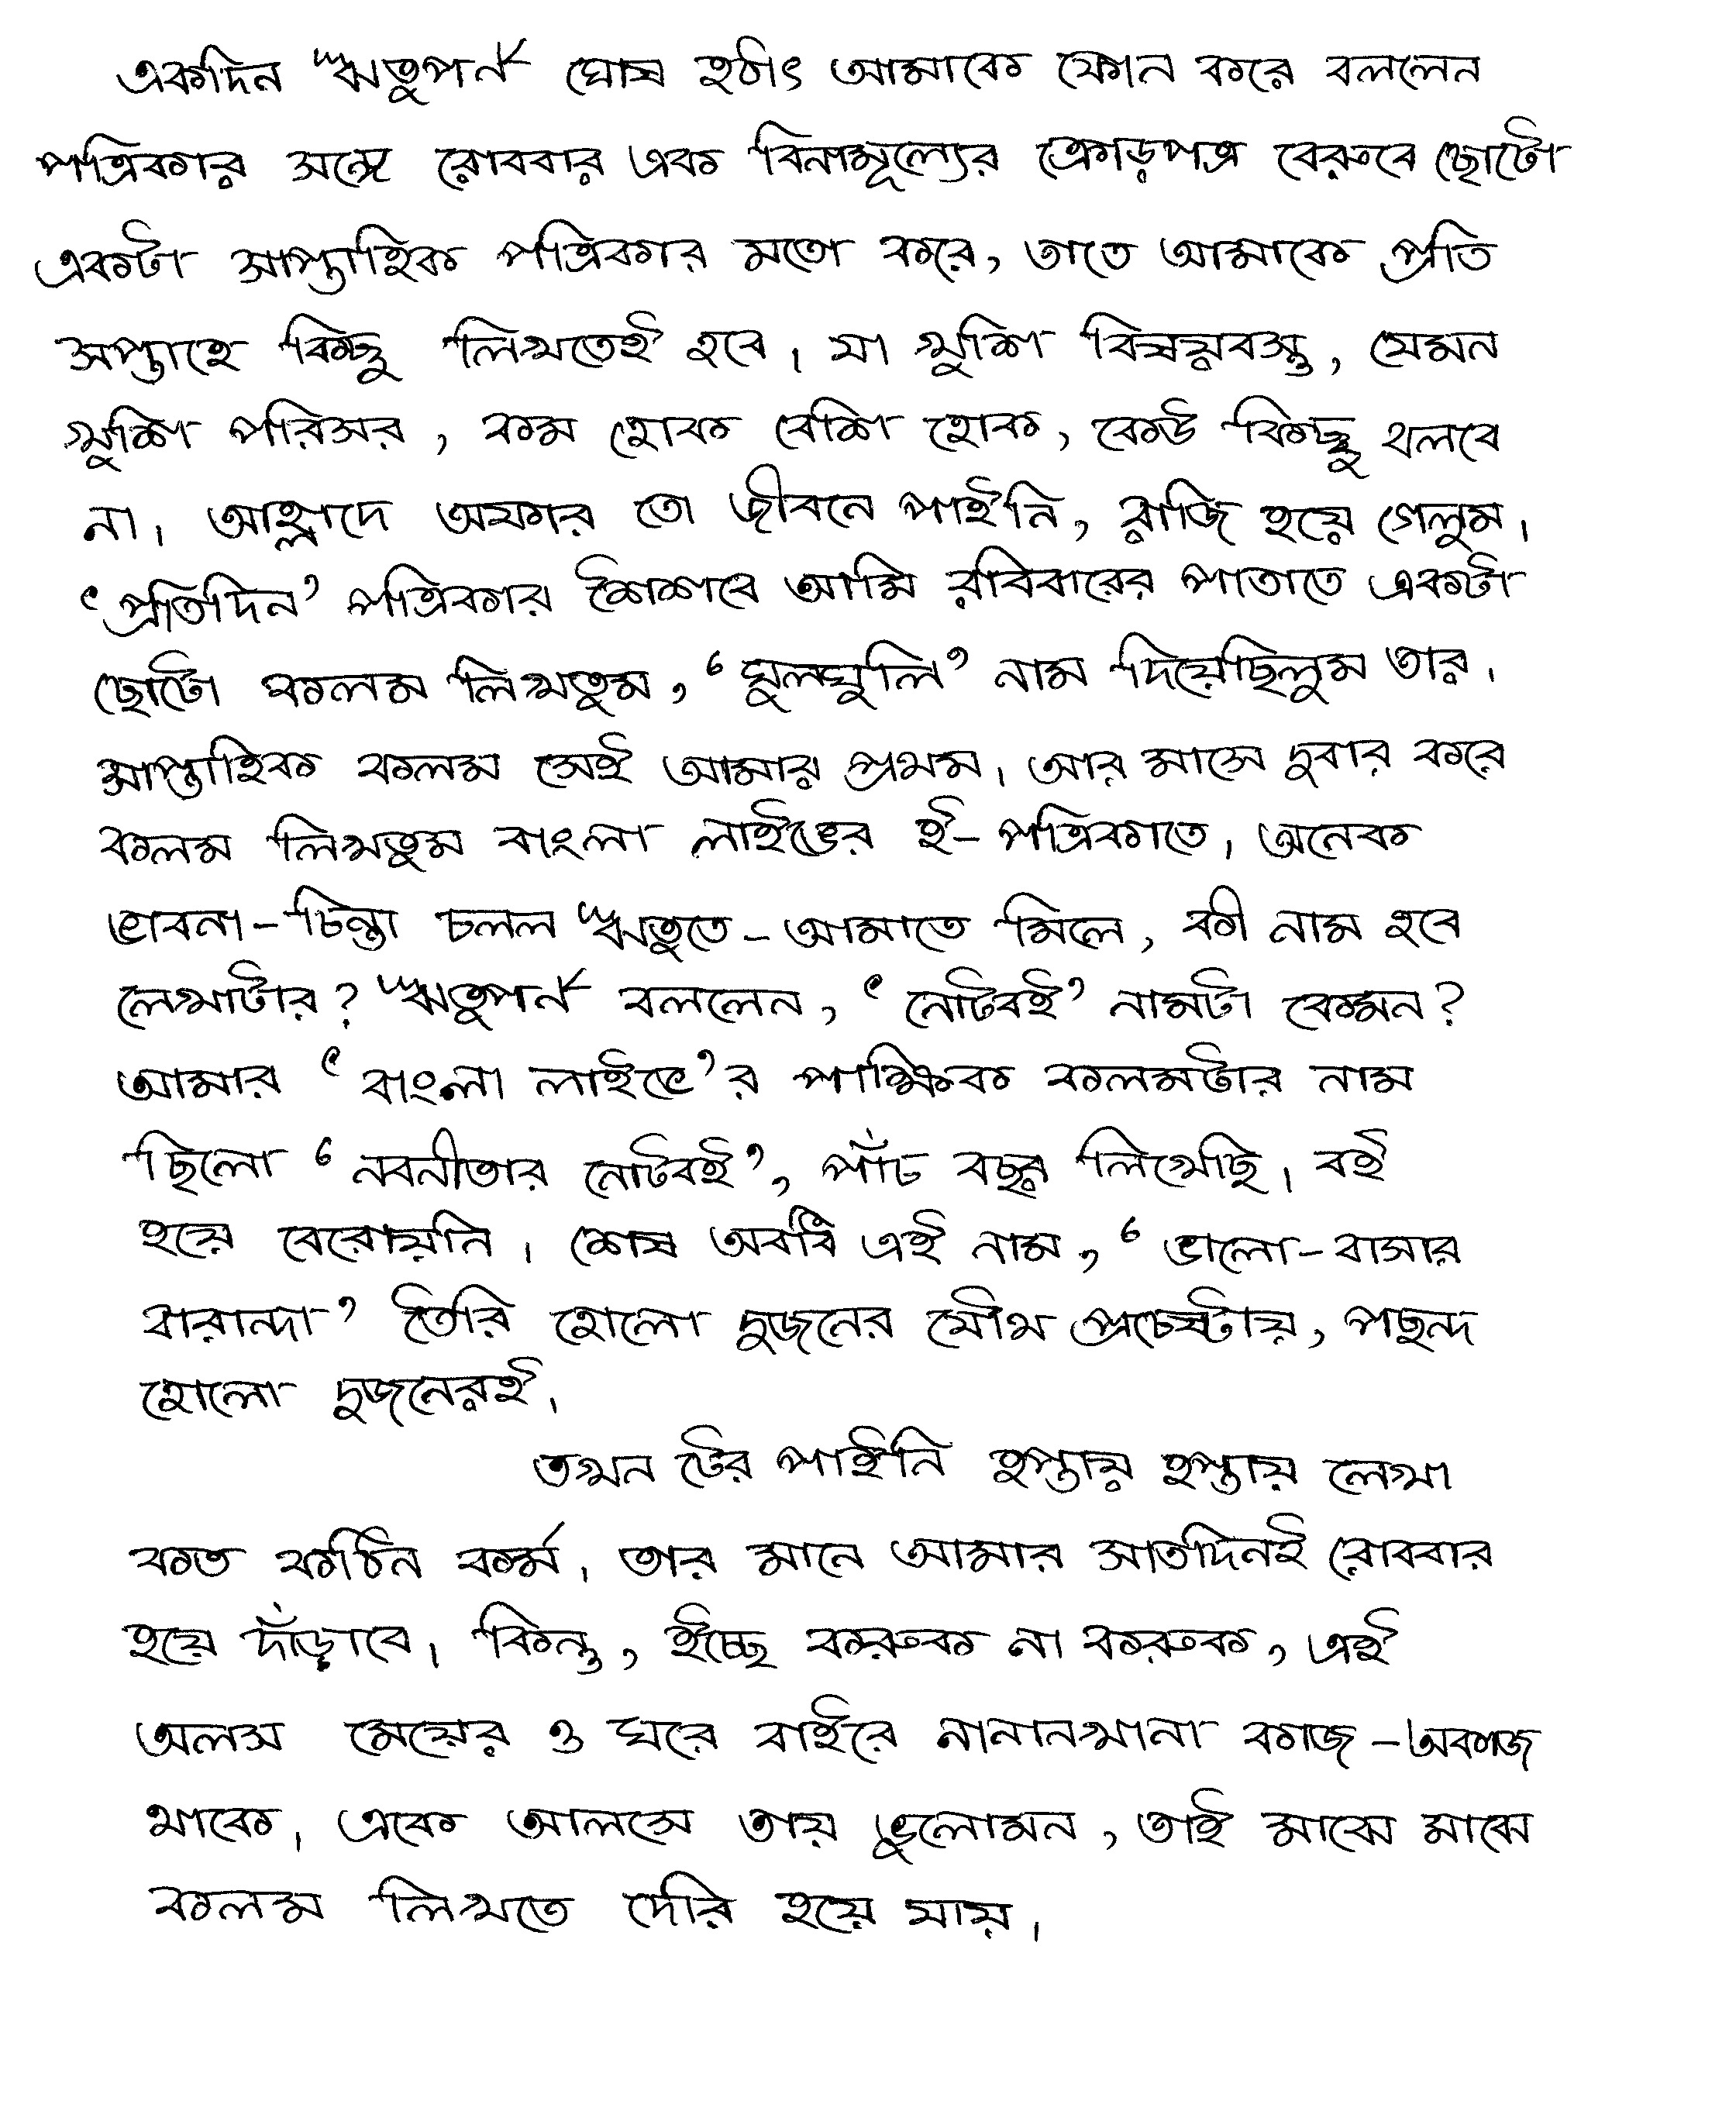 একদিন ঋতুপর্ণ ঘোষ হঠাৎ আমাকে ফোন করে বললেন
পত্রিকার সঙ্গে রোববার এক বিনামূল্যের ক্রোড়পত্র বেরুবে ছোটো
একটা সাপ্তাহিক পত্রিকার মতো করে, তাতে আমাকে প্রতি
সপ্তাহে কিছু লিখতেই হবে। যা খুশি বিষয়বস্তু, যেমন
খুশি পরিসর, কম হোক বেশি হোক, কেউ কিচ্ছু বলবে
না। আহ্লাদে অফার তো জীবনে পাইনি, রাজি হয়ে গেলুম।
‘প্রতিদিন’ পত্রিকার শৈশবে আমি রবিবারের পাতাতে একটা
ছোটো কলম লিখতুম, ‘ঘুলঘুলি’ নাম দিয়েছিলুম তার।
সাপ্তাহিক কলম সেই আমার প্রথম। আর মাসে দুবার করে
কলম লিখতুম বাংলা লাইভের ই-পত্রিকাতে। অনেক
ভাবনা-চিন্তা চলল ঋতুতে-আমাতে মিলে, কী নাম হবে
লেখাটার? ঋতুপর্ণ বললেন, ‘নোটবই’ নামটা কেমন?
আমার ‘বাংলা লাইভে’র পাক্ষিক কলমটার নাম
ছিলো ‘নবনীতার নোটবই’, পাঁচ বছর লিখেছি। বই
হয়ে বেরোয়নি। শেষ অবধি এই নাম, ‘ভালো-বাসার
বারান্দা’ তৈরি হোলো দুজনের যৌথ প্রচেষ্টায়, পছন্দ
হোলো দুজনেরই।
তখন টের পাইনি হপ্তায় হপ্তায় লেখা
কত কঠিন কর্ম। তার মানে আমার সাতদিনই রোববার
হয়ে দাঁড়াবে। কিন্তু, ইচ্ছে করুক না করুক, এই
অলস মেয়ের ও ঘরে বাইরে নানানখানা কাজ-অকাজ
থাকে। একে আলসে তায় ভুলোমন, তাই মাঝে মাঝে
কলম লিখতে দেরি হয়ে যায়।